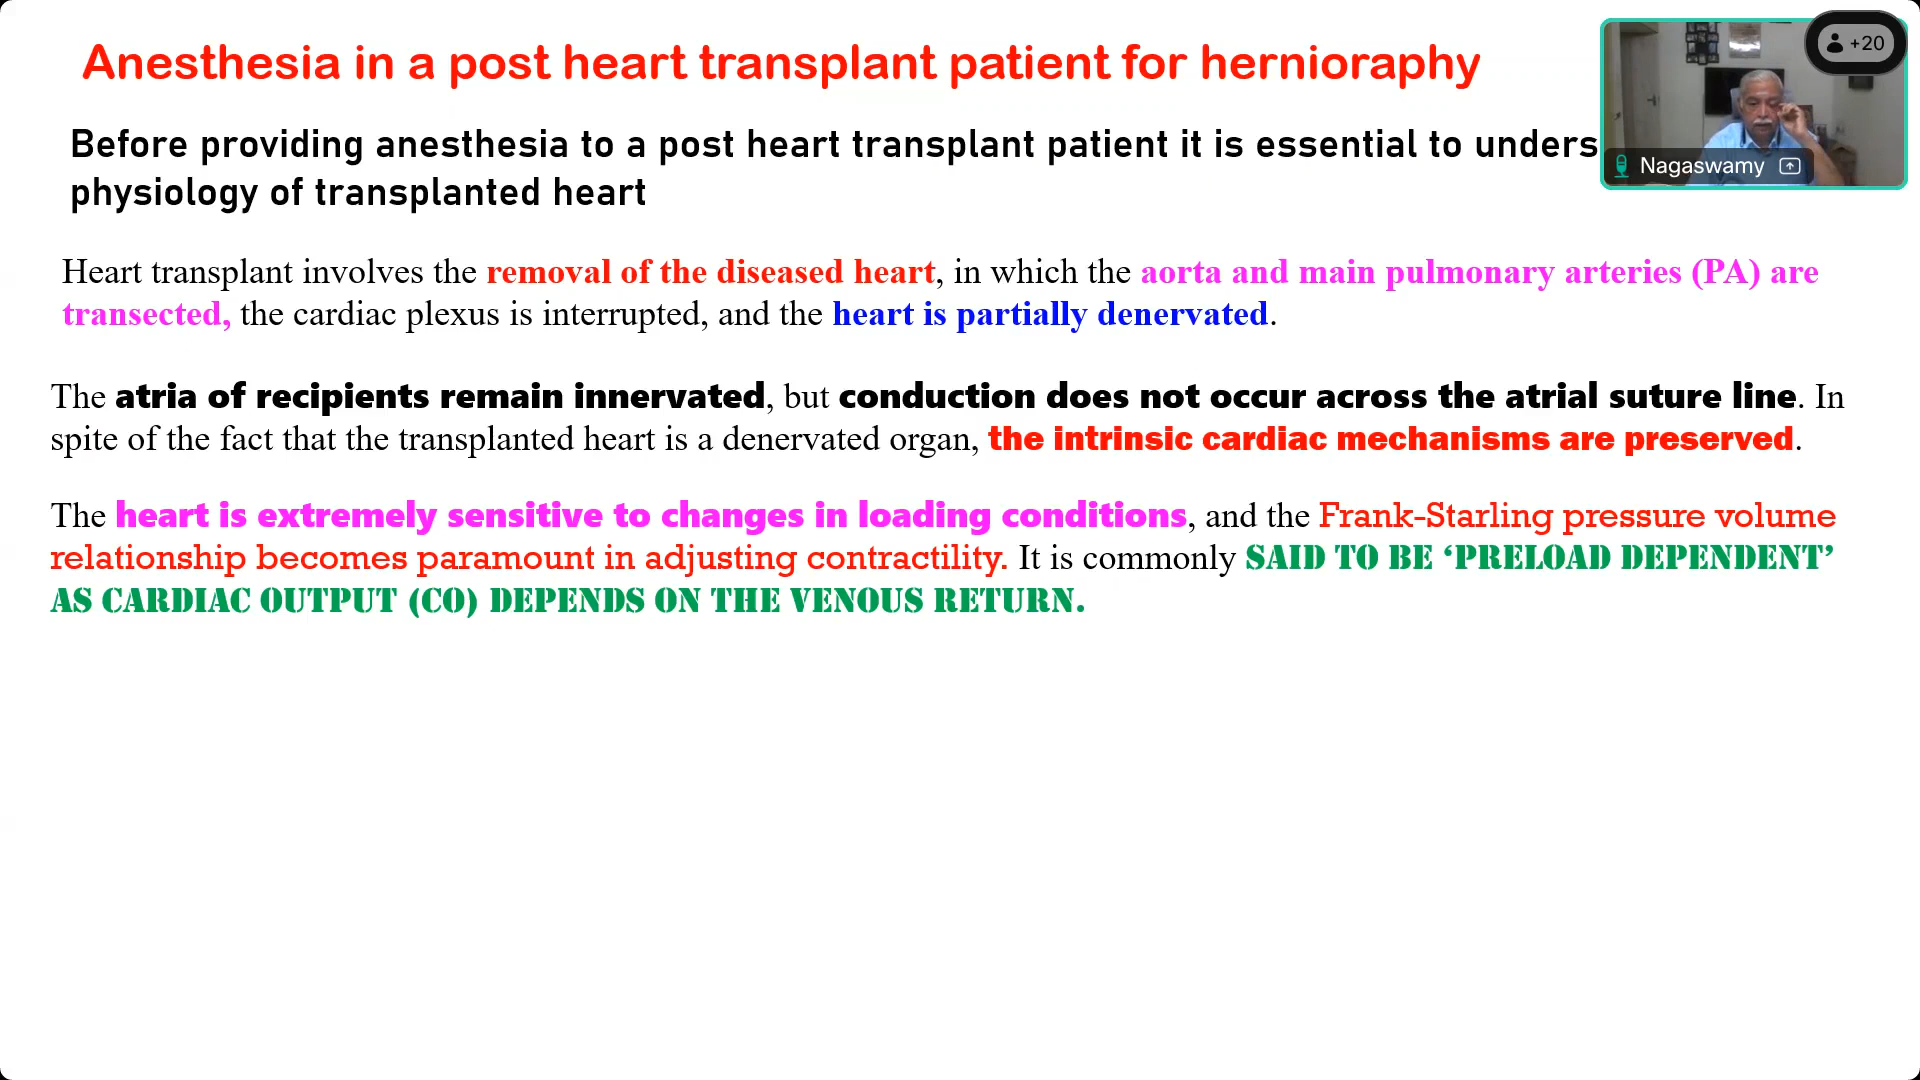 Anesthesia in a post heart transplant patient for hernioraphy
Before providing anesthesia to a post heart transplant patient it is essential to unders
physiology of transplanted heart
Heart transplant involves the removal of the diseased heart, in which the aorta and main pulmonary arteries (PA) are
transected, the cardiac plexus is interrupted, and the heart is partially denervated.
The atria of recipients remain innervated, but conduction does not occur across the atrial suture line. In
spite of the fact that the transplanted heart is a denervated organ, the intrinsic cardiac mechanisms are preserved.
The heart is extremely sensitive to changes in loading conditions, and the Frank-Starling pressure volume
relationship becomes paramount in adjusting contractility. It is commonly SAID TO BE ‘PRELOAD DEPENDENT’
AS CARDIAC OUTPUT (CO) DEPENDS ON THE VENOUS RETURN.
+20
Nagaswamy